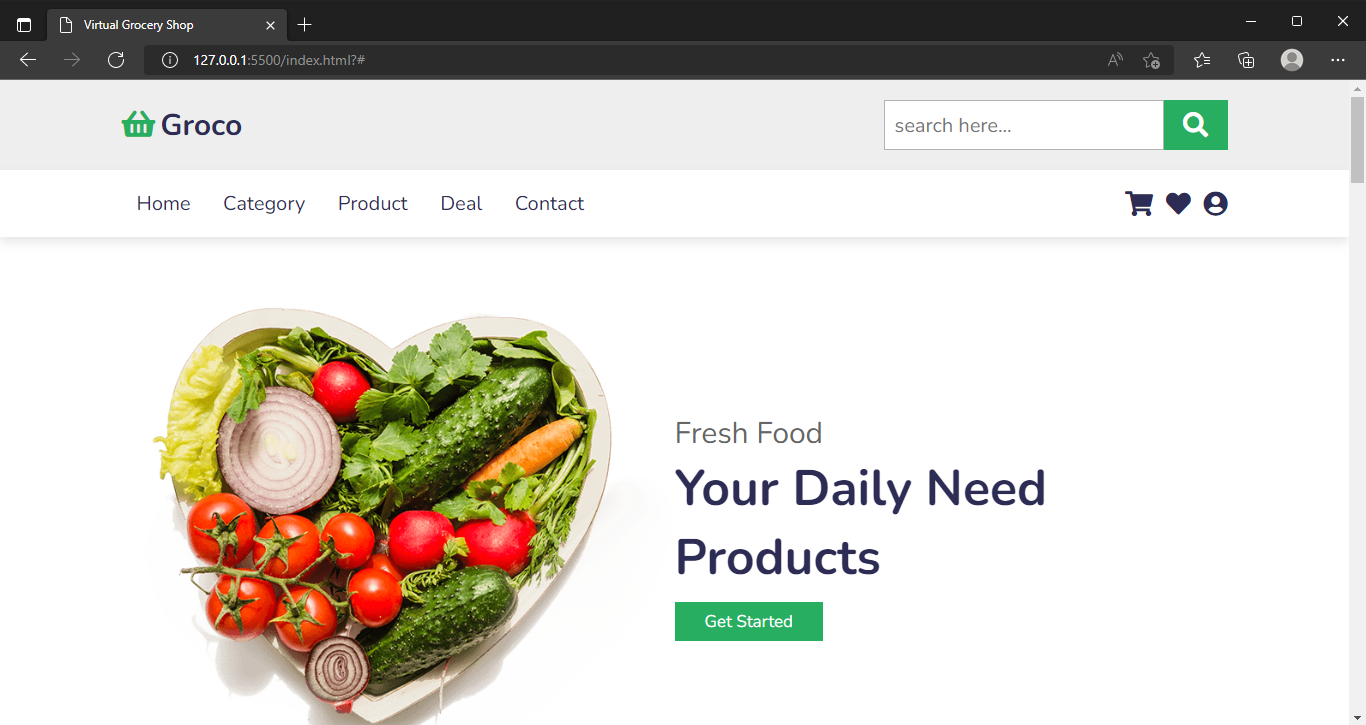 Virtual Grocery Shop
127.0.0.1:5500/index.html?#
Groco
search here...
Home Category Product Deal Contact
Fresh Food
Your Daily Need
Products
Get Started